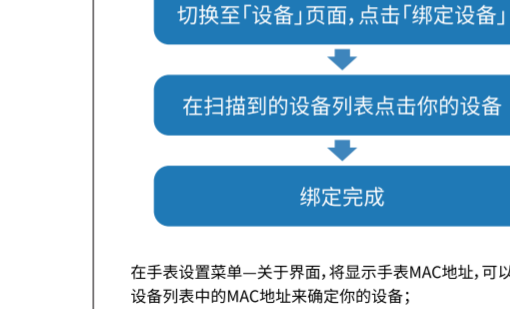 切换至「设备」页面，点击「绑定设备」
在扫描到的设备列表点击你的设备
绑定完成
在手表设置菜单—关于界面，将显示手表MAC地址，可以
设备列表中的MAC地址来确定你的设备；